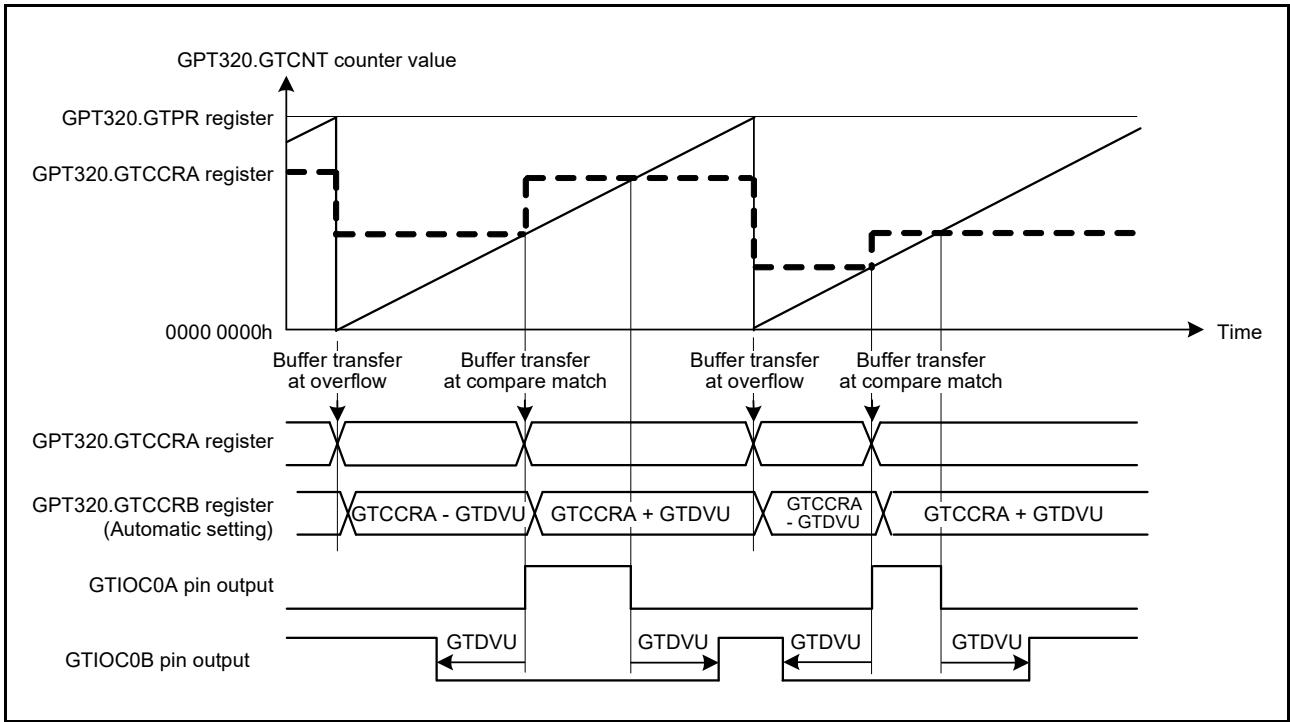 GPT320.GTCNT counter value
GPT320.GTPR register
GPT320.GTCCRA register
0000 0000h
Time
Buffer transfer
at overflow
Buffer transfer
at compare match
Buffer transfer
at overflow
Buffer transfer
at compare match
GPT320.GTCCRA register
GPT320.GTCCRB register
(Automatic setting)
GTCCRA - GTDVU
GTCCRA + GTDVU
GTCCRA
- GTDVU
GTCCRA + GTDVU
GTIOC0A pin output
GTIOC0B pin output
GTDVU
GTDVU
GTDVU
GTDVU